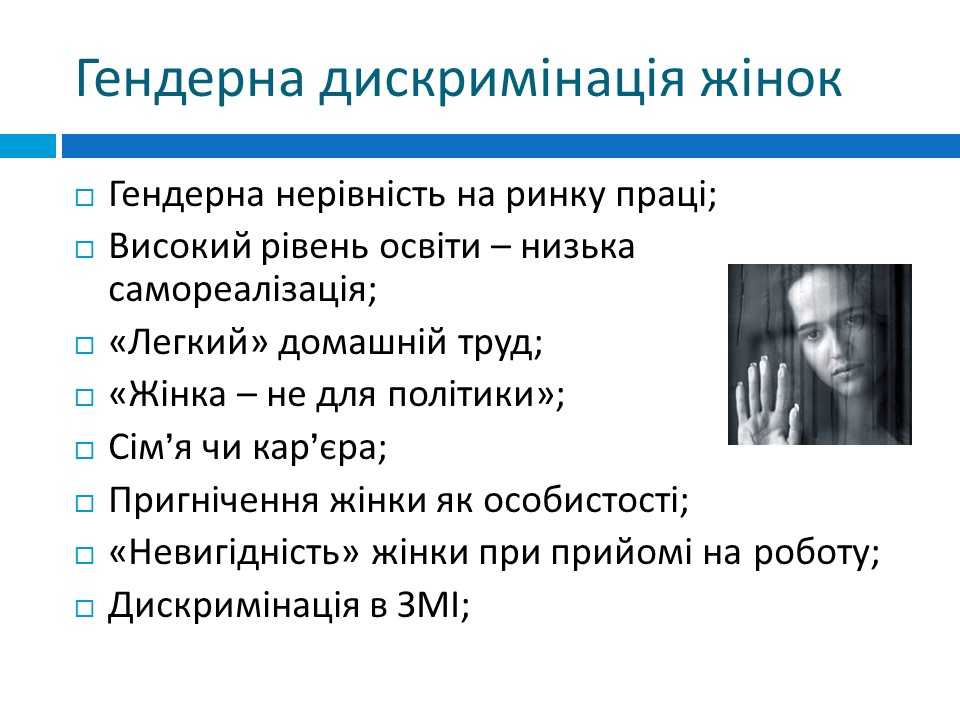 Гендерна дискримінація жінок
Гендерна нерівність на ринку праці;
Високий рівень освіти – низька
самореалізація;
«Легкий» домашній труд;
«Жінка – не для політики»;
Сім’я чи кар’єра;
Пригнічення жінки як особистості;
«Невигідність» жінки при прийомі на роботу;
Дискримінація в ЗМІ;